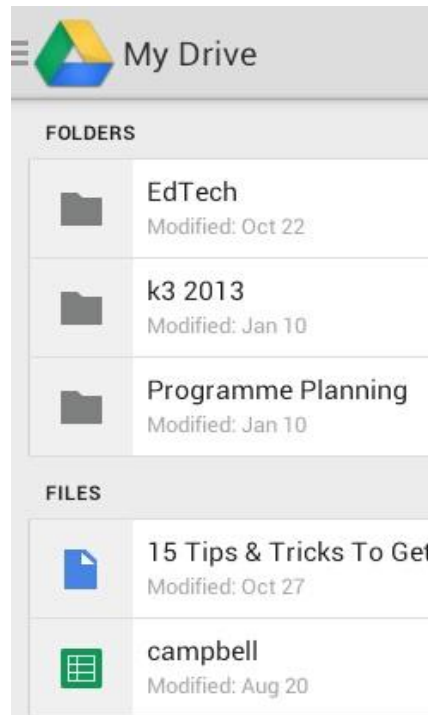 My Drive
FOLDERS
EdTech
Modified: Oct 22
k3 2013
Modified: Jan 10
Programme Planning
Modified: Jan 10
FILES
15 Tips & Tricks To Get
Modified: Oct 27
campbell
Modified: Aug 20